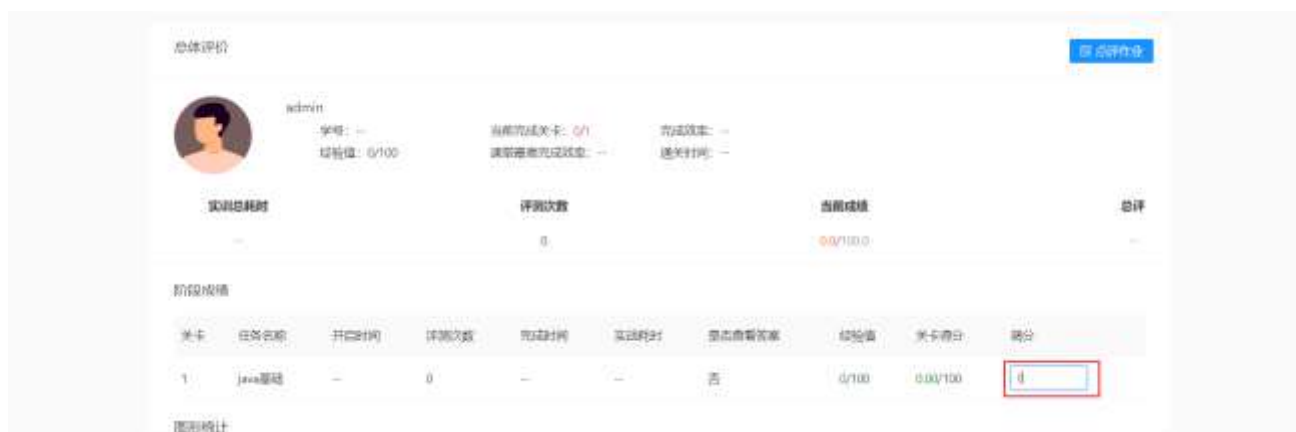 总体评价
点评作业
admin
学号： -- 当前完成关卡：0/1 完成效率： --
经验值：0/100 课堂最高完成效率： -- 通关时间： --
实训总耗时 评测次数 当前成绩 总评
-- 0 0.0/100.0 --
阶段成绩
关卡 任务名称 开启时间 评测次数 完成时间 实战耗时 是否查看答案 经验值 关卡得分 调分
1 java基础 -- 0 -- -- 否 0/100 0.00/100 0
图形统计